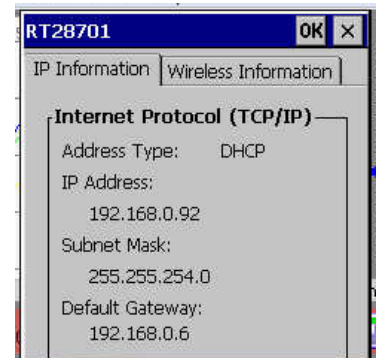 RT28701 OK ×
IP Information Wireless Information
Internet Protocol (TCP/IP)
Address Type: DHCP
IP Address:
192.168.0.92
Subnet Mask:
255.255.254.0
Default Gateway:
192.168.0.6